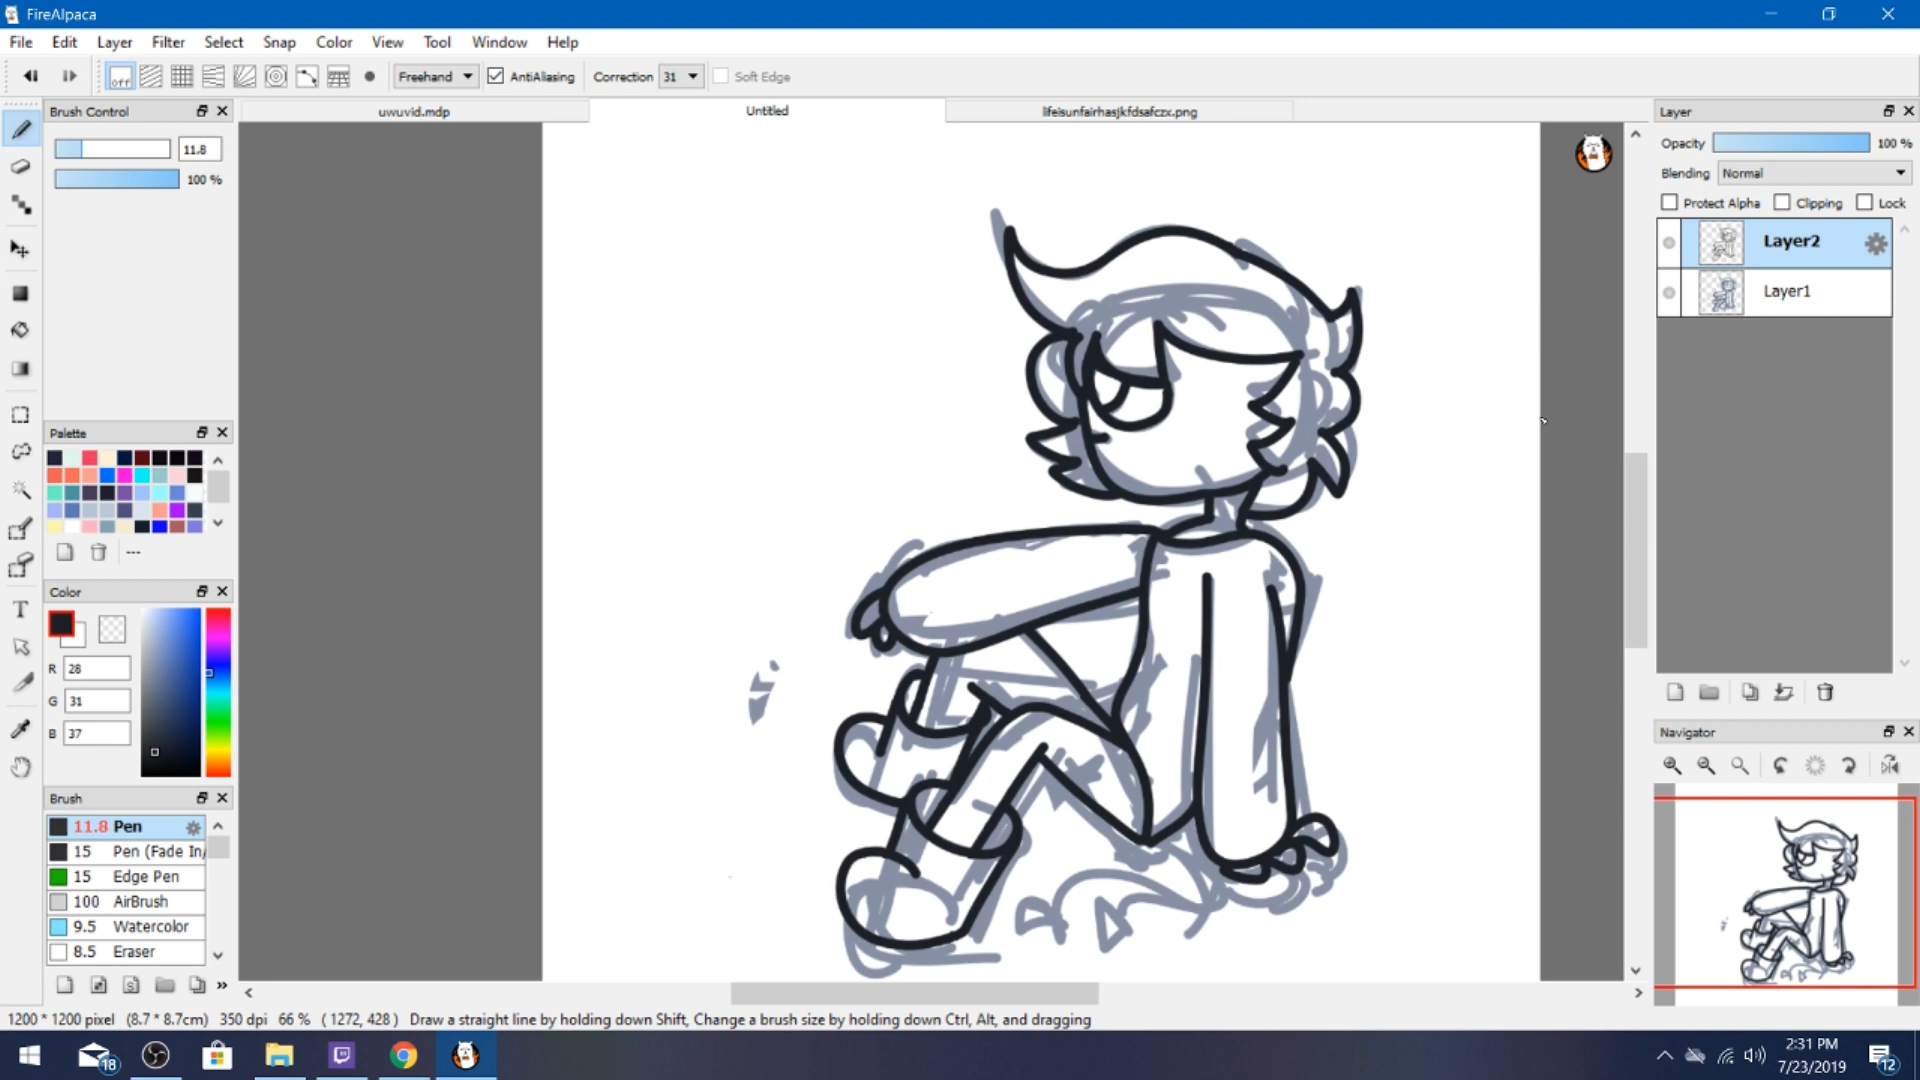 FireAlpaca
File Edit Layer Filter Select Snap Color View Tool Window Help
off Freehand AntiAliasing Correction 31 Soft Edge
Brush Control
uwuvid.mdp
Untitled
lifeisunfairhasjkfdsafczx.png
Layer
11.8
100 %
Opacity 100 %
Blending Normal
Protect Alpha Clipping Lock
Layer2
Layer1
Palette
---
Color
R 28
G 31
B 37
Navigator
Brush
11.8 Pen
15 Pen (Fade In/
15 Edge Pen
100 AirBrush
9.5 Watercolor
8.5 Eraser
1200 * 1200 pixel (8.7 * 8.7cm) 350 dpi 66 % ( 1272, 428 ) Draw a straight line by holding down Shift, Change a brush size by holding down Ctrl, Alt, and dragging
18
2:31 PM
7/23/2019
12